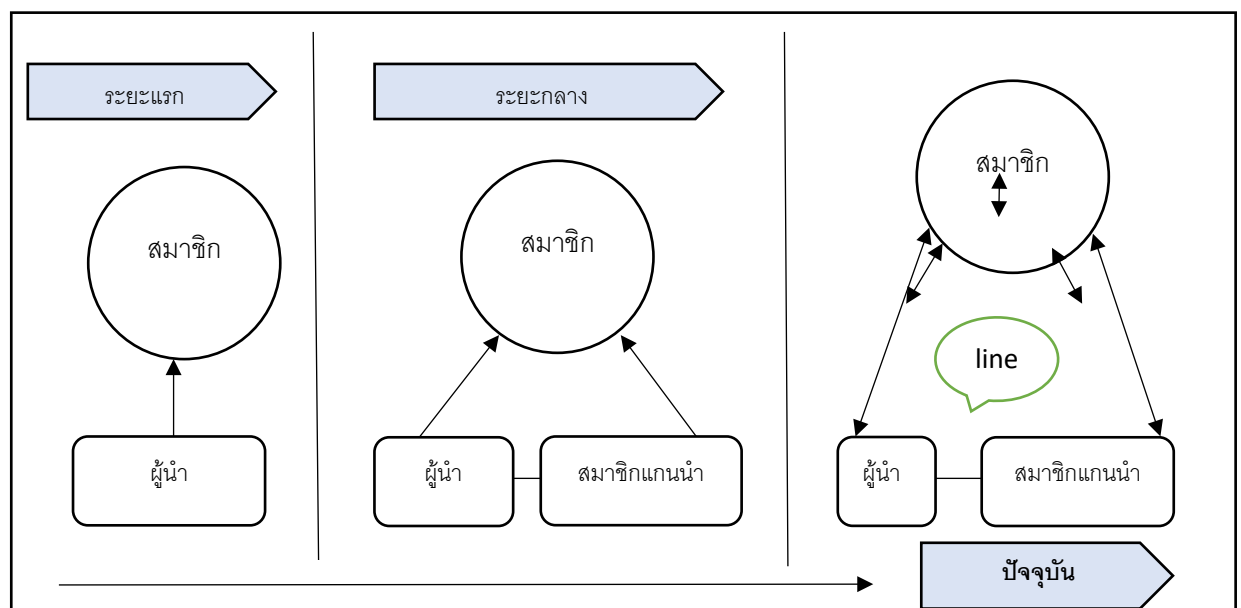 ระยะแรก
สมาชิก
ผู้นำ
ระยะกลาง
สมาชิก
ผู้นำ
สมาชิกแกนนำ
สมาชิก
line
ผู้นำ
สมาชิกแกนนำ
ปัจจุบัน